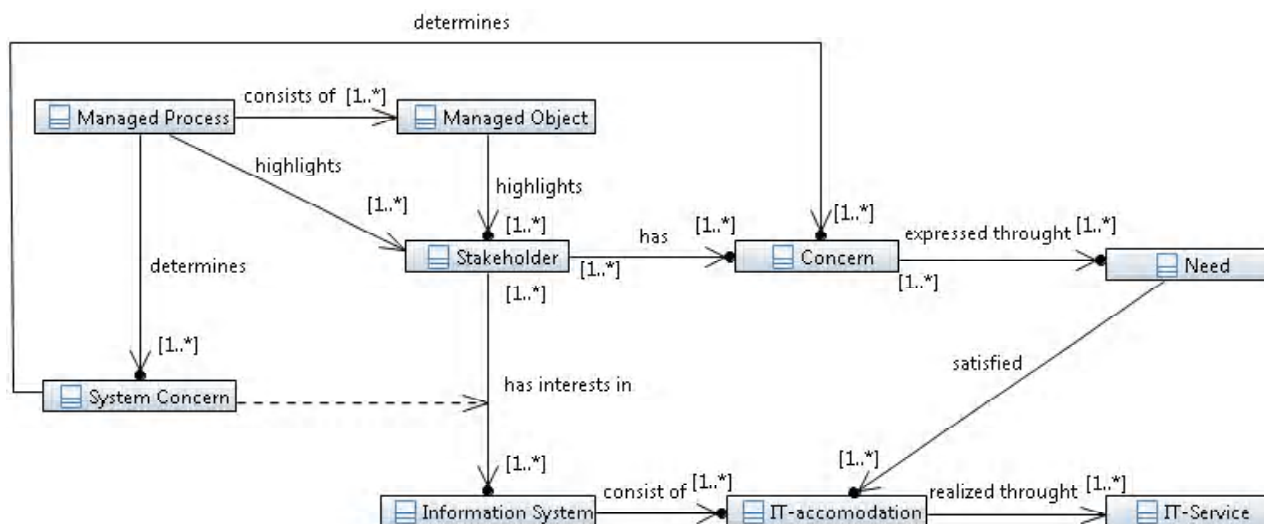 determines
consists of [1..*]
Managed Process
Managed Object
highlights
[1..*]
highlights
[1..*]
[1..*]
[1..*]
has
expressed throught [1..*]
Stakeholder
Concern
Need
[1..*]
[1..*]
[1..*]
determines
[1..*]
satisfied
System Concern
has interests in
[1..*]
[1..*]
[1..*]
consist of
realized throught [1..*]
Information System
IT-accomodation
IT-Service